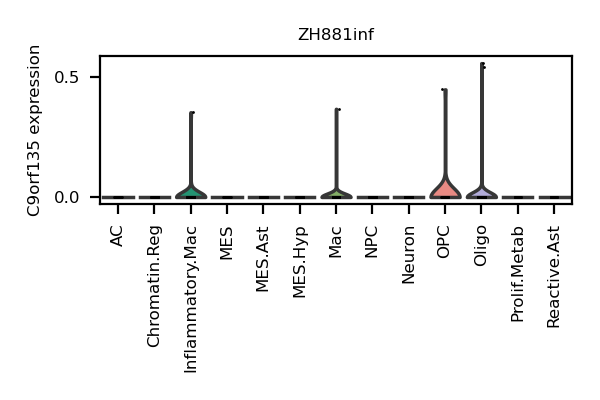 ZH881inf
C9orf135 expression
0.5
0.0
AC
Chromatin.Reg
Inflammatory.Mac
MES
MES.Ast
MES.Hyp
Mac
NPC
Neuron
OPC
Oligo
Prolif.Metab
Reactive.Ast